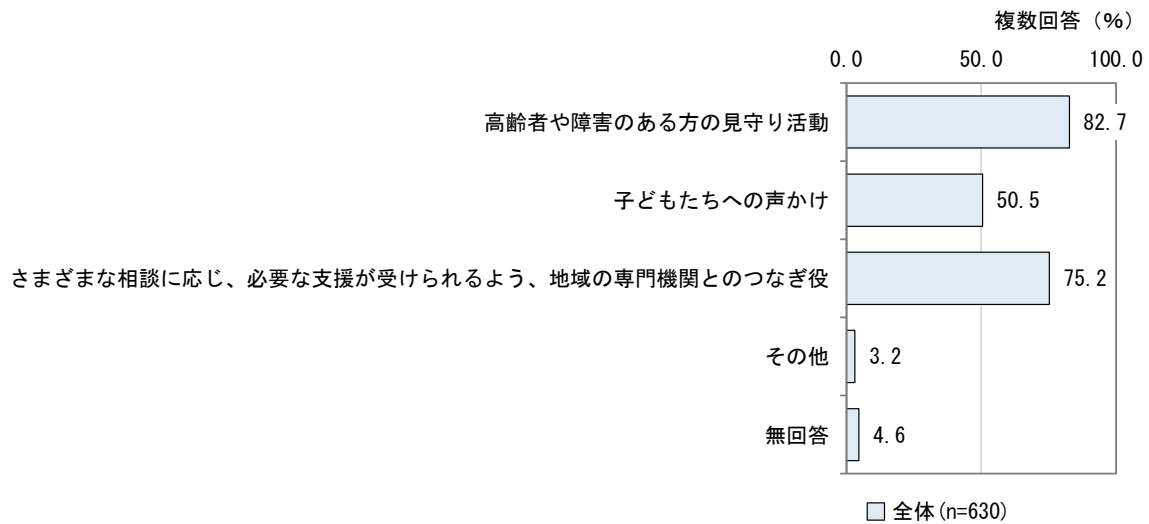 複数回答（%）
0.0 50.0 100.0
高齢者や障害のある方の見守り活動 82.7
子どもたちへの声かけ 50.5
さまざまな相談に応じ、必要な支援が受けられるよう、地域の専門機関とのつなぎ役 75.2
その他 3.2
無回答 4.6
全体(n=630)